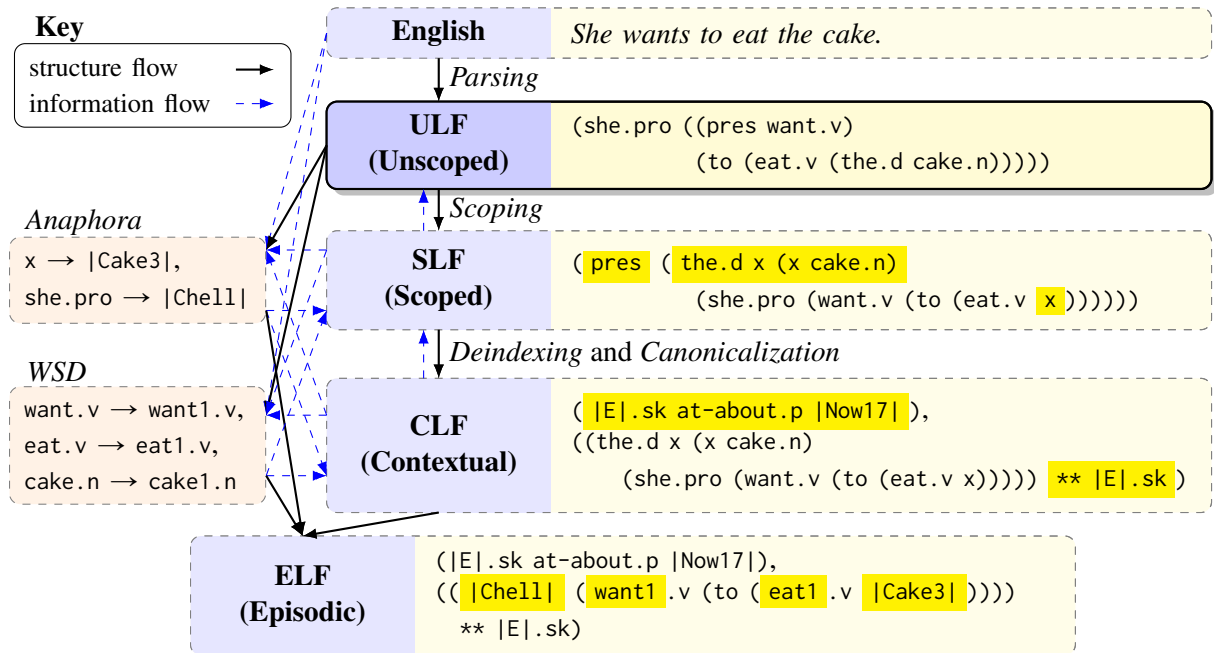 Key
structure flow
information flow
English
She wants to eat the cake.
Parsing
ULF
(Unscoped)
(she.pro ((pres want.v)
(to (eat.v (the.d cake.n)))))
Scoping
Anaphora
x → |Cake3|,
she.pro → |Chell|
SLF
(Scoped)
( pres ( the.d x (x cake.n)
(she.pro (want.v (to (eat.v x ))))))
Deindexing and Canonicalization
WSD
want.v → want1.v,
eat.v → eat1.v,
cake.n → cake1.n
CLF
(Contextual)
( |E|.sk at-about.p |Now17| ),
((the.d x (x cake.n)
(she.pro (want.v (to (eat.v x))))) ** |E|.sk )
ELF
(Episodic)
(|E|.sk at-about.p |Now17|),
(( |Chell| ( want1 .v (to ( eat1 .v |Cake3| ))))
** |E|.sk)